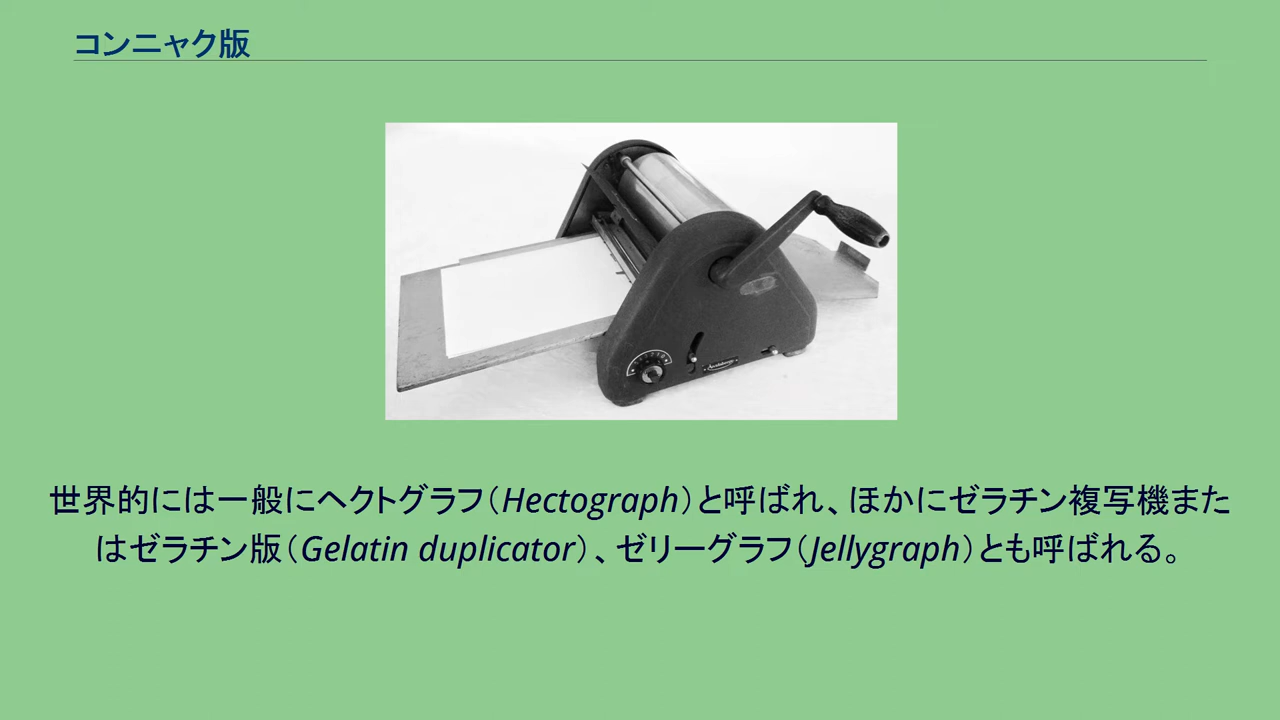 コンニャク版
世界的には一般にヘクトグラフ（Hectograph）と呼ばれ、ほかにゼラチン複写機また
はゼラチン版（Gelatin duplicator）、ゼリーグラフ（Jellygraph）とも呼ばれる。